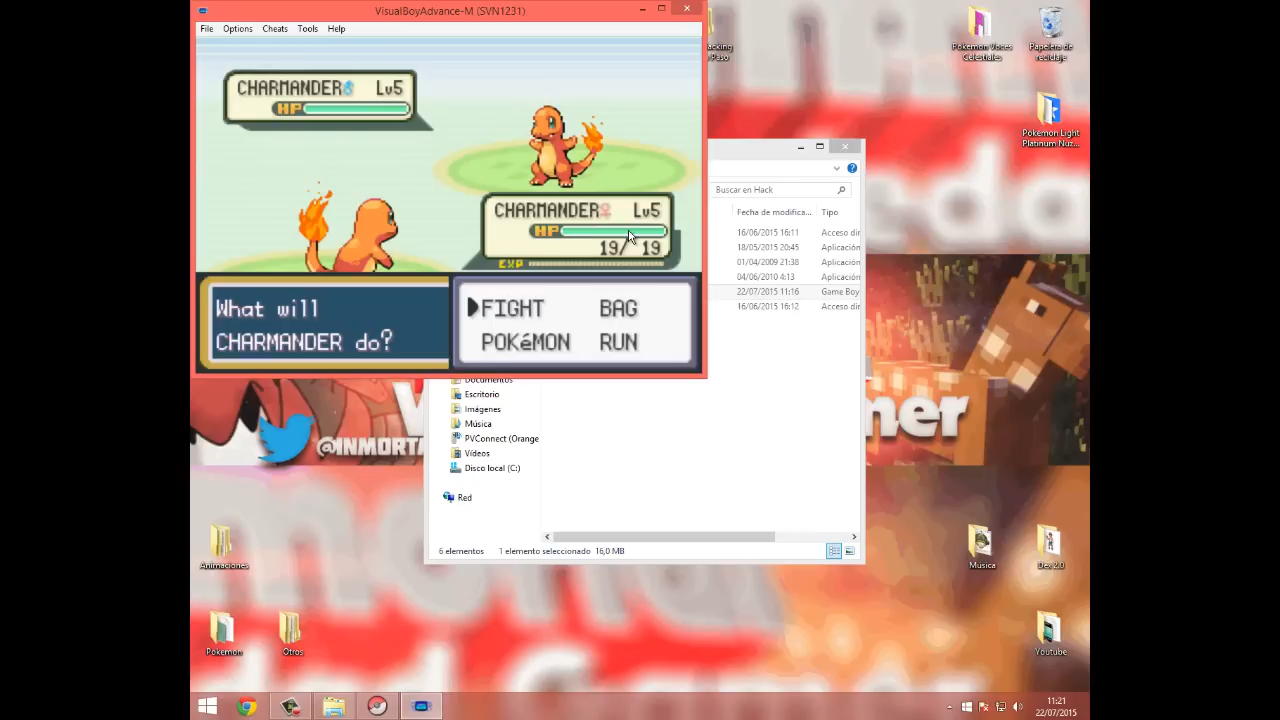 VisualBoyAdvance-M (SVN1231)
File Options Cheats Tools Help
CHARMANDER♂ Lv5
HP
CHARMANDER♀ Lv5
HP
19/ 19
EXP
What will
CHARMANDER do?
FIGHT BAG
POKéMON RUN
Peso
Pokemon Voces
Celestiales
Papelera de
reciclaje
Pokemon Light
Platinum Nuz...
Buscar en Hack
Fecha de modifica... Tipo
16/06/2015 16:11 Acceso dir
18/05/2015 20:45 Aplicación
01/04/2009 21:38 Aplicación
04/06/2010 4:13 Aplicación
22/07/2015 11:16 Game Boy
16/06/2015 16:12 Acceso dir
Documentos
Escritorio
Imágenes
Música
PVConnect (Orange
Vídeos
Disco local (C:)
Red
6 elementos 1 elemento seleccionado 16,0 MB
@INMORTA
mer
Animaciones
Musica
Dex 2.0
Pokemon
Otros
Youtube
11:21
22/07/2015